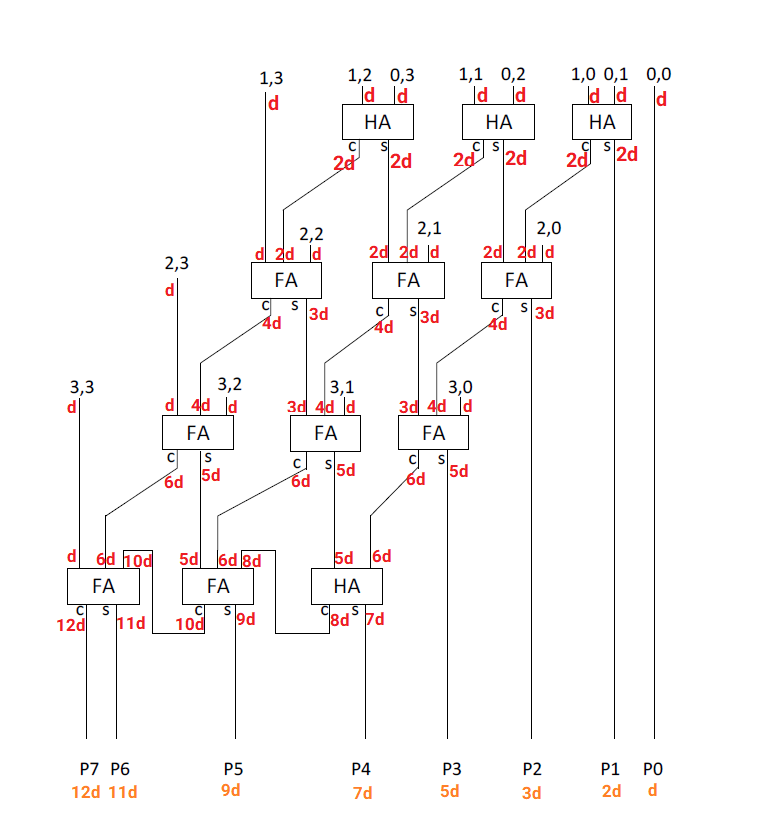 1,3 1,2 0,3 1,1 0,2 1,0 0,1 0,0
d d d d d d d d
HA HA HA
c s c s c s
2d 2d 2d 2d 2d 2d
2,2 2,1 2,0
d 2d d 2d 2d d 2d 2d d
2,3
d
FA FA FA
c s c s c s
4d 3d 4d 3d 4d 3d
3,3 3,2 3,1 3,0
d d 4d d 3d 4d d 3d 4d d
FA FA FA
c s c s c s
6d 5d 6d 5d 6d 5d
d 6d 10d 5d 6d 8d 5d 6d
FA FA HA
c s c s c s
12d 11d 10d 9d 8d 7d
P7 P6 P5 P4 P3 P2 P1 P0
12d 11d 9d 7d 5d 3d 2d d